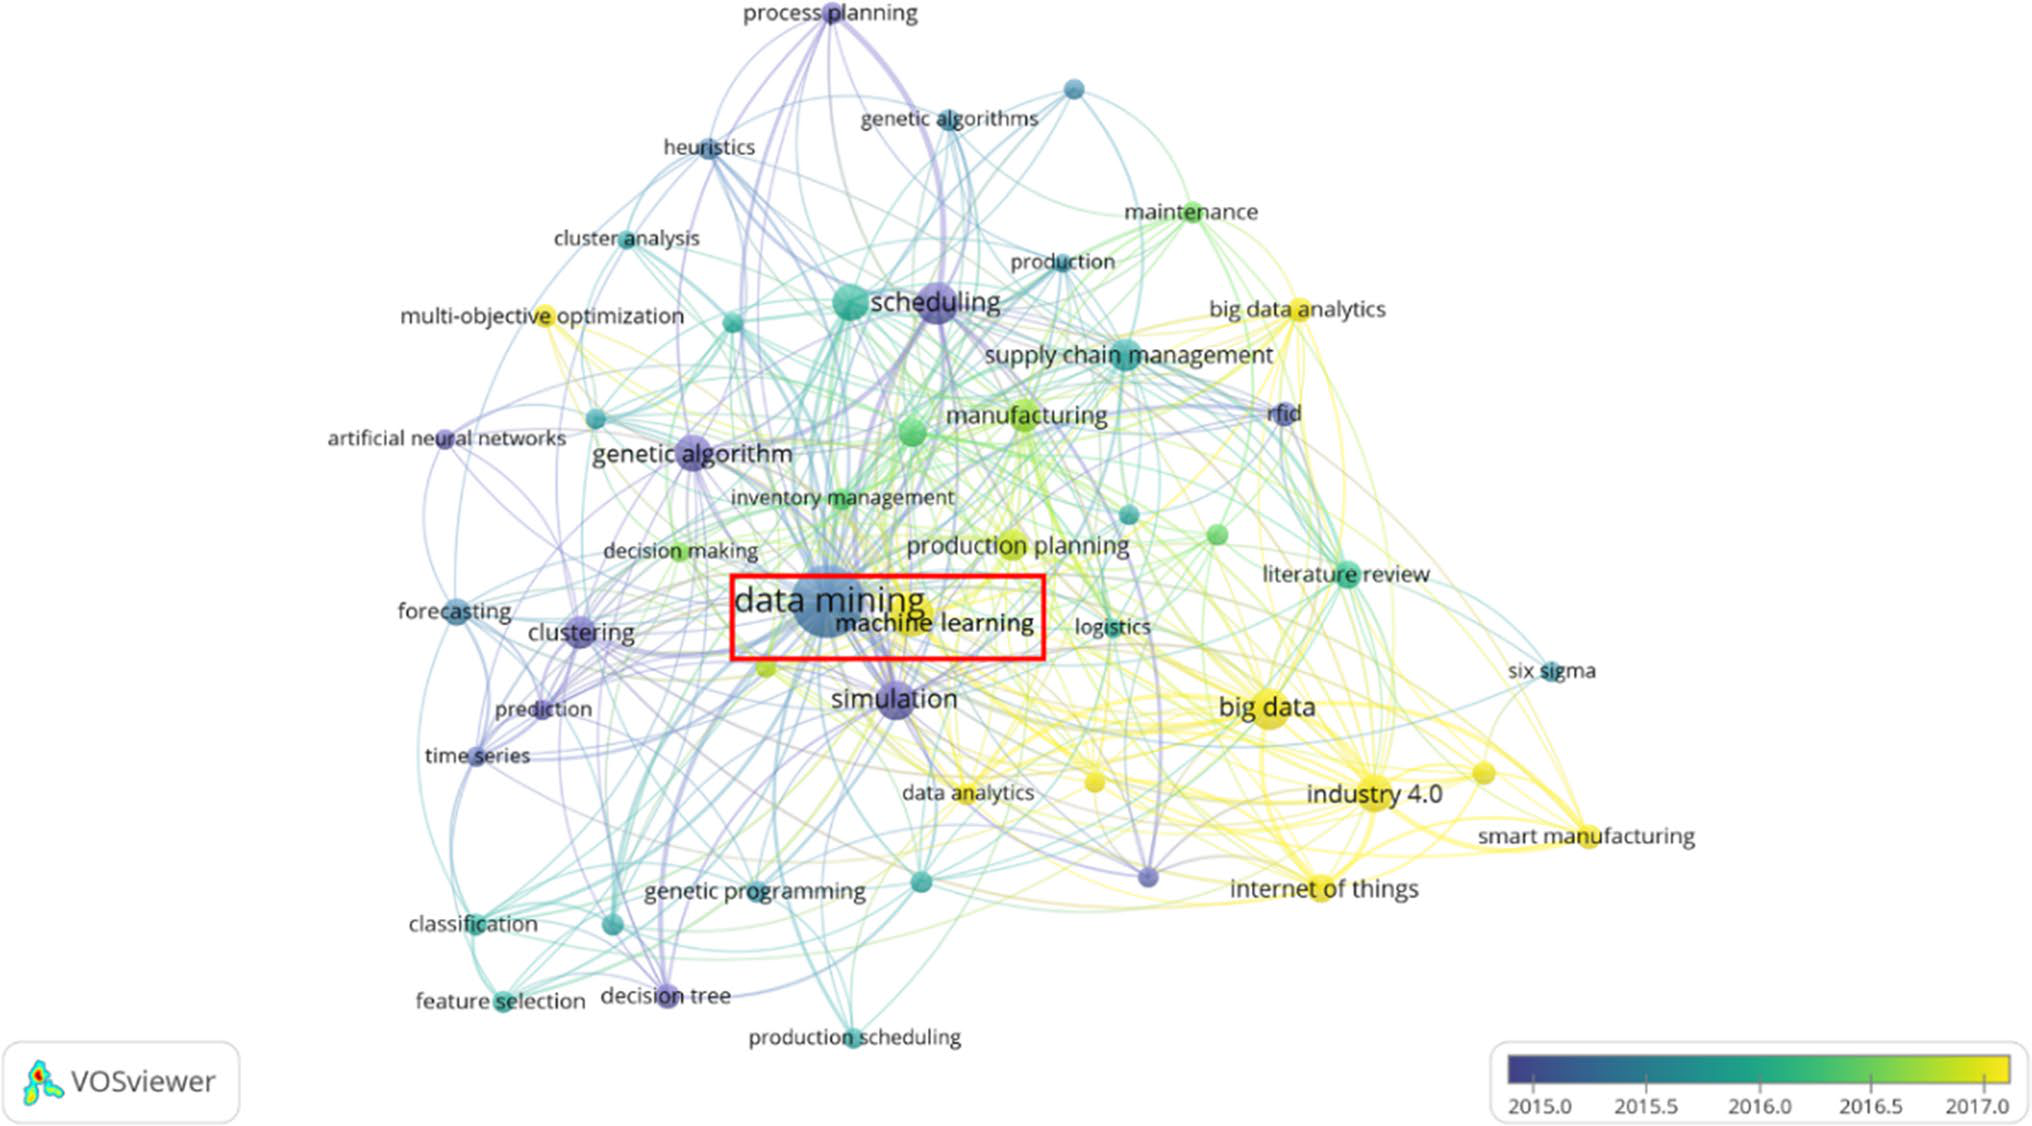 process planning
genetic algorithms
heuristics
maintenance
cluster analysis
production
scheduling
big data analytics
multi-objective optimization
supply chain management
manufacturing
rfid
artificial neural networks
genetic algorithm
inventory management
decision making
production planning
literature review
data mining
machine learning
forecasting
clustering
logistics
six sigma
simulation
big data
prediction
time series
data analytics
industry 4.0
smart manufacturing
genetic programming
internet of things
classification
feature selection
decision tree
production scheduling
VOSviewer
2015.0 2015.5 2016.0 2016.5 2017.0